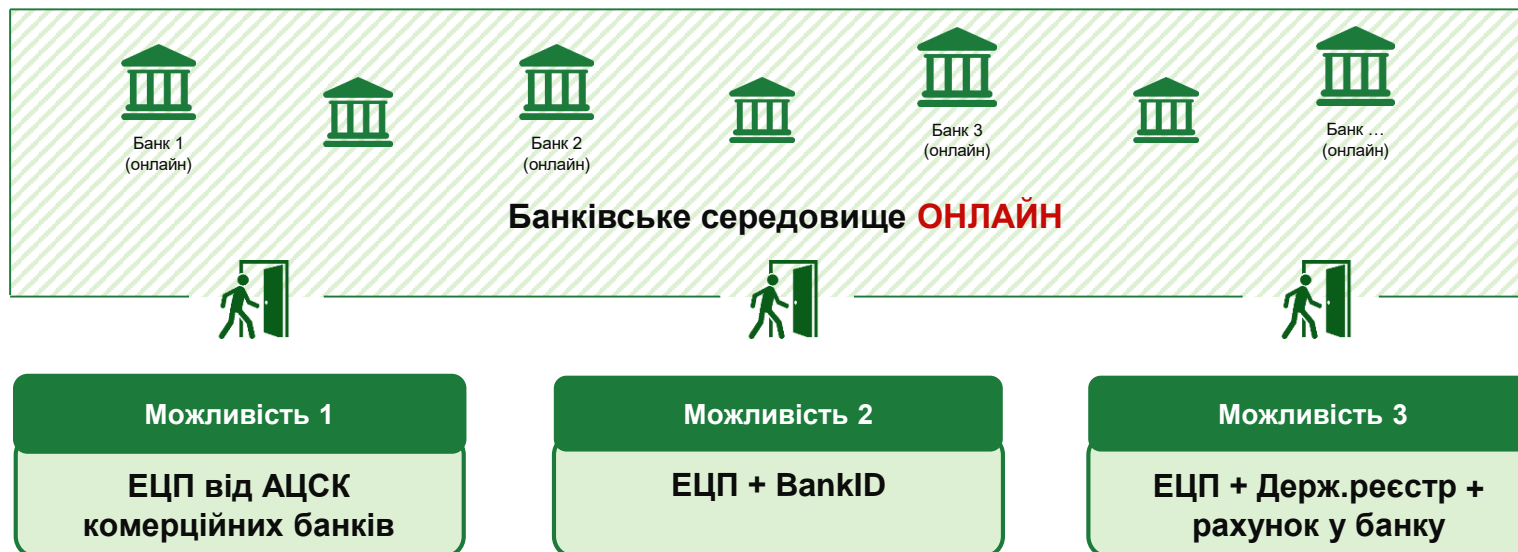 Банк 1
(онлайн)
Банк 2
(онлайн)
Банк 3
(онлайн)
Банк ...
(онлайн)
Банківське середовище ОНЛАЙН
Можливість 1
ЕЦП від АЦСК
комерційних банків
Можливість 2
ЕЦП + BankID
Можливість 3
ЕЦП + Держ.реєстр +
рахунок у банку